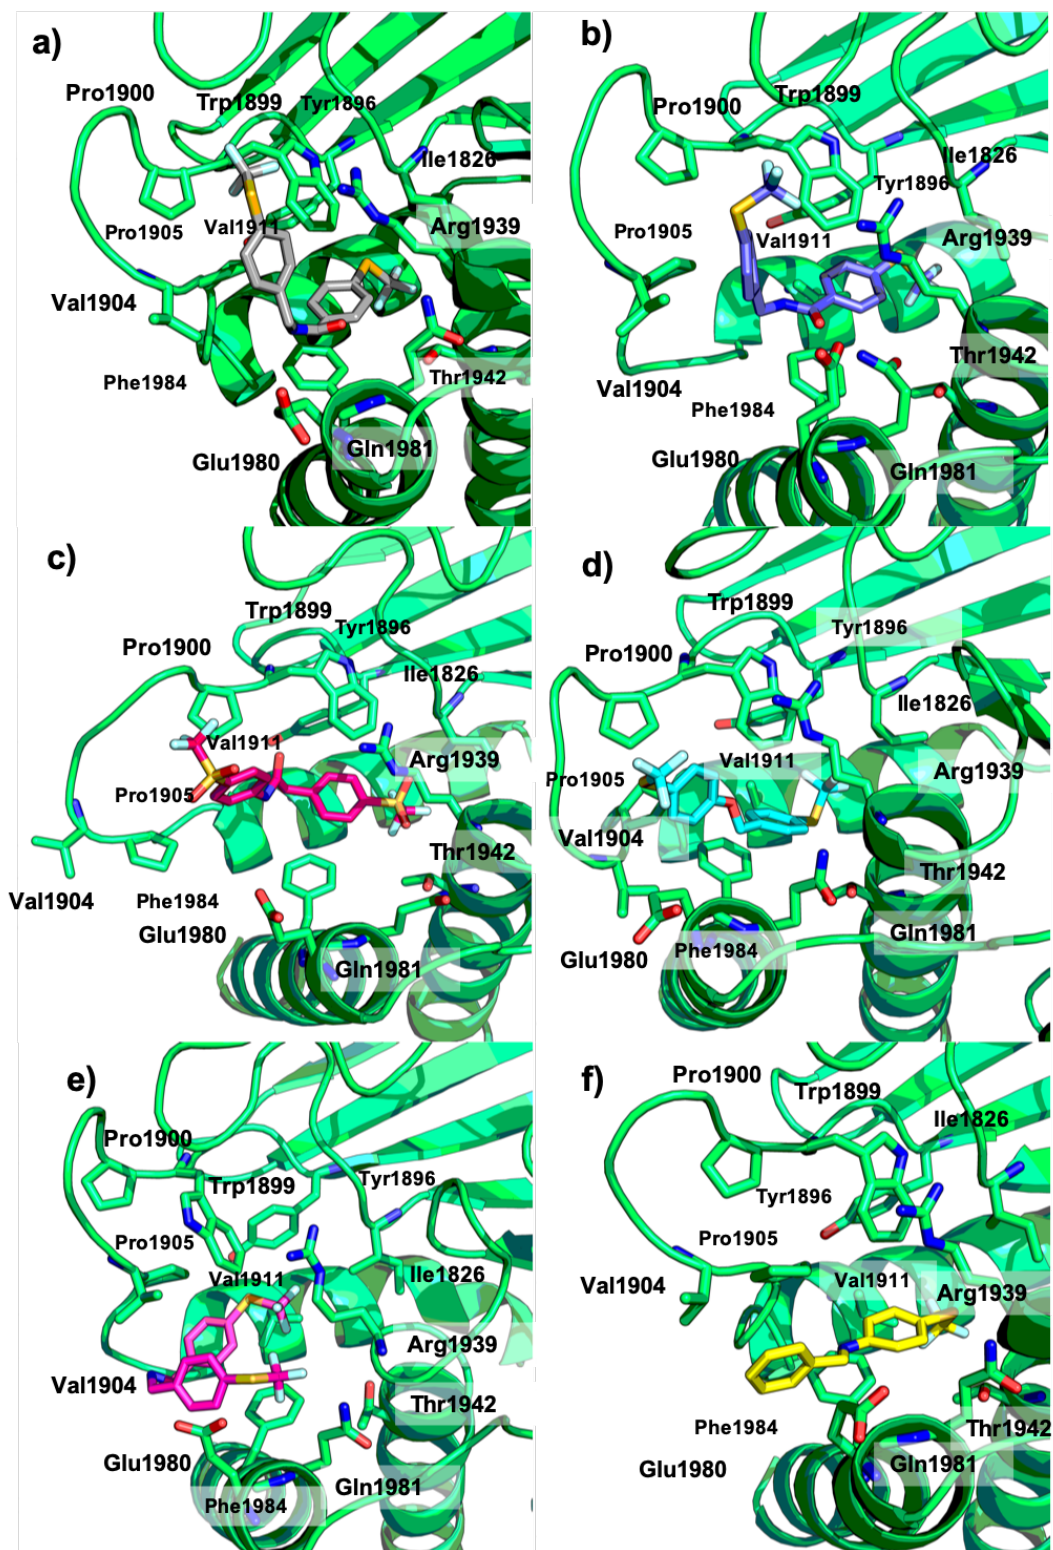 a)
Pro1900
Trp1899
Tyr1896
Ile1826
Pro1905
Val1911
Arg1939
Val1904
Phe1984
Thr1942
Glu1980
Gln1981
b)
Pro1900
Trp1899
Ile1826
Tyr1896
Pro1905
Val1911
Arg1939
Val1904
Thr1942
Phe1984
Glu1980
Gln1981
c)
Trp1899
Pro1900
Tyr1896
Ile1826
Val1911
Pro1905
Arg1939
Val1904
Thr1942
Phe1984
Glu1980
Gln1981
d)
Trp1899
Tyr1896
Pro1900
Ile1826
Pro1905
Val1911
Arg1939
Val1904
Thr1942
Gln1981
Glu1980
Phe1984
e)
Pro1900
Trp1899
Tyr1896
Pro1905
Val1911
Ile1826
Arg1939
Val1904
Thr1942
Glu1980
Gln1981
Phe1984
f)
Pro1900
Trp1899
Ile1826
Tyr1896
Pro1905
Val1904
Val1911
Arg1939
Phe1984
Thr1942
Glu1980
Gln1981